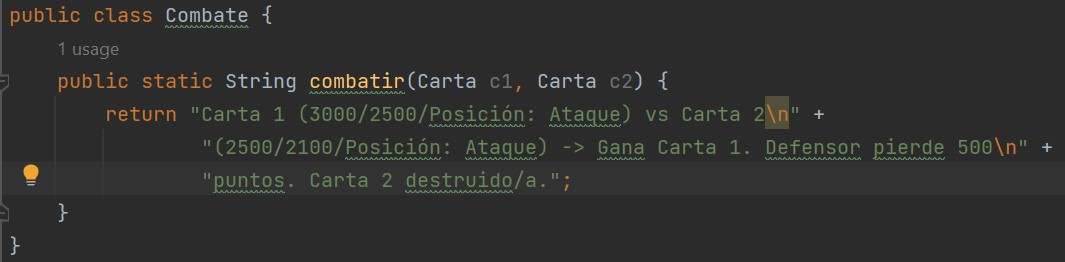 public class Combate {
1 usage
public static String combatir(Carta c1, Carta c2) {
return "Carta 1 (3000/2500/Posición: Ataque) vs Carta 2\n" +
"(2500/2100/Posición: Ataque) -> Gana Carta 1. Defensor pierde 500\n" +
"puntos. Carta 2 destruido/a.";
}
}